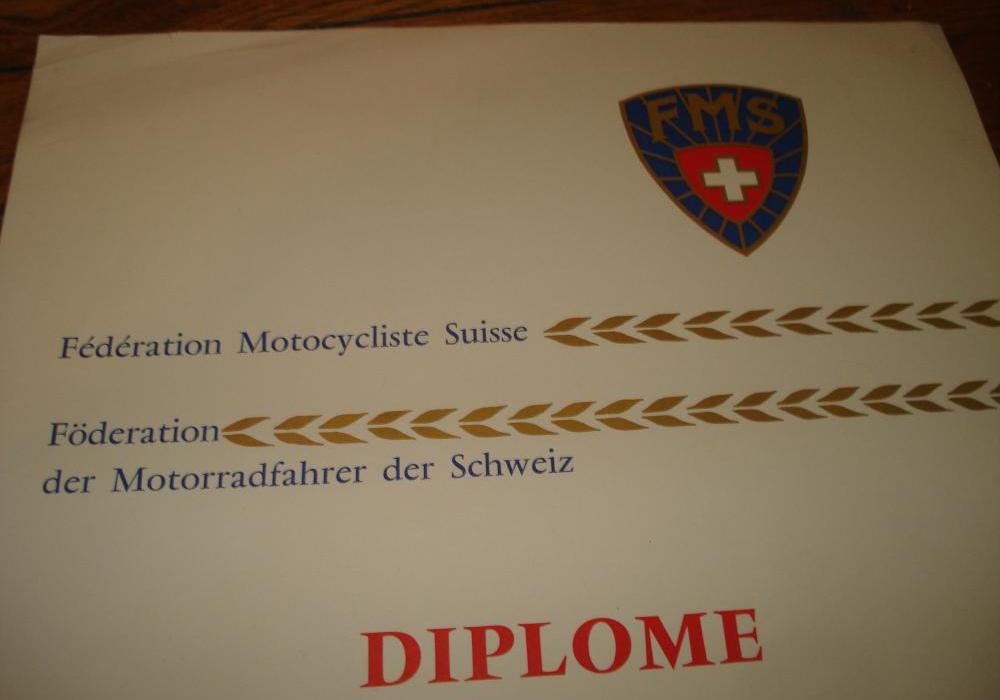 FMS
Fédération Motocycliste Suisse
Föderation
der Motorradfahrer der Schweiz
DIPLOME